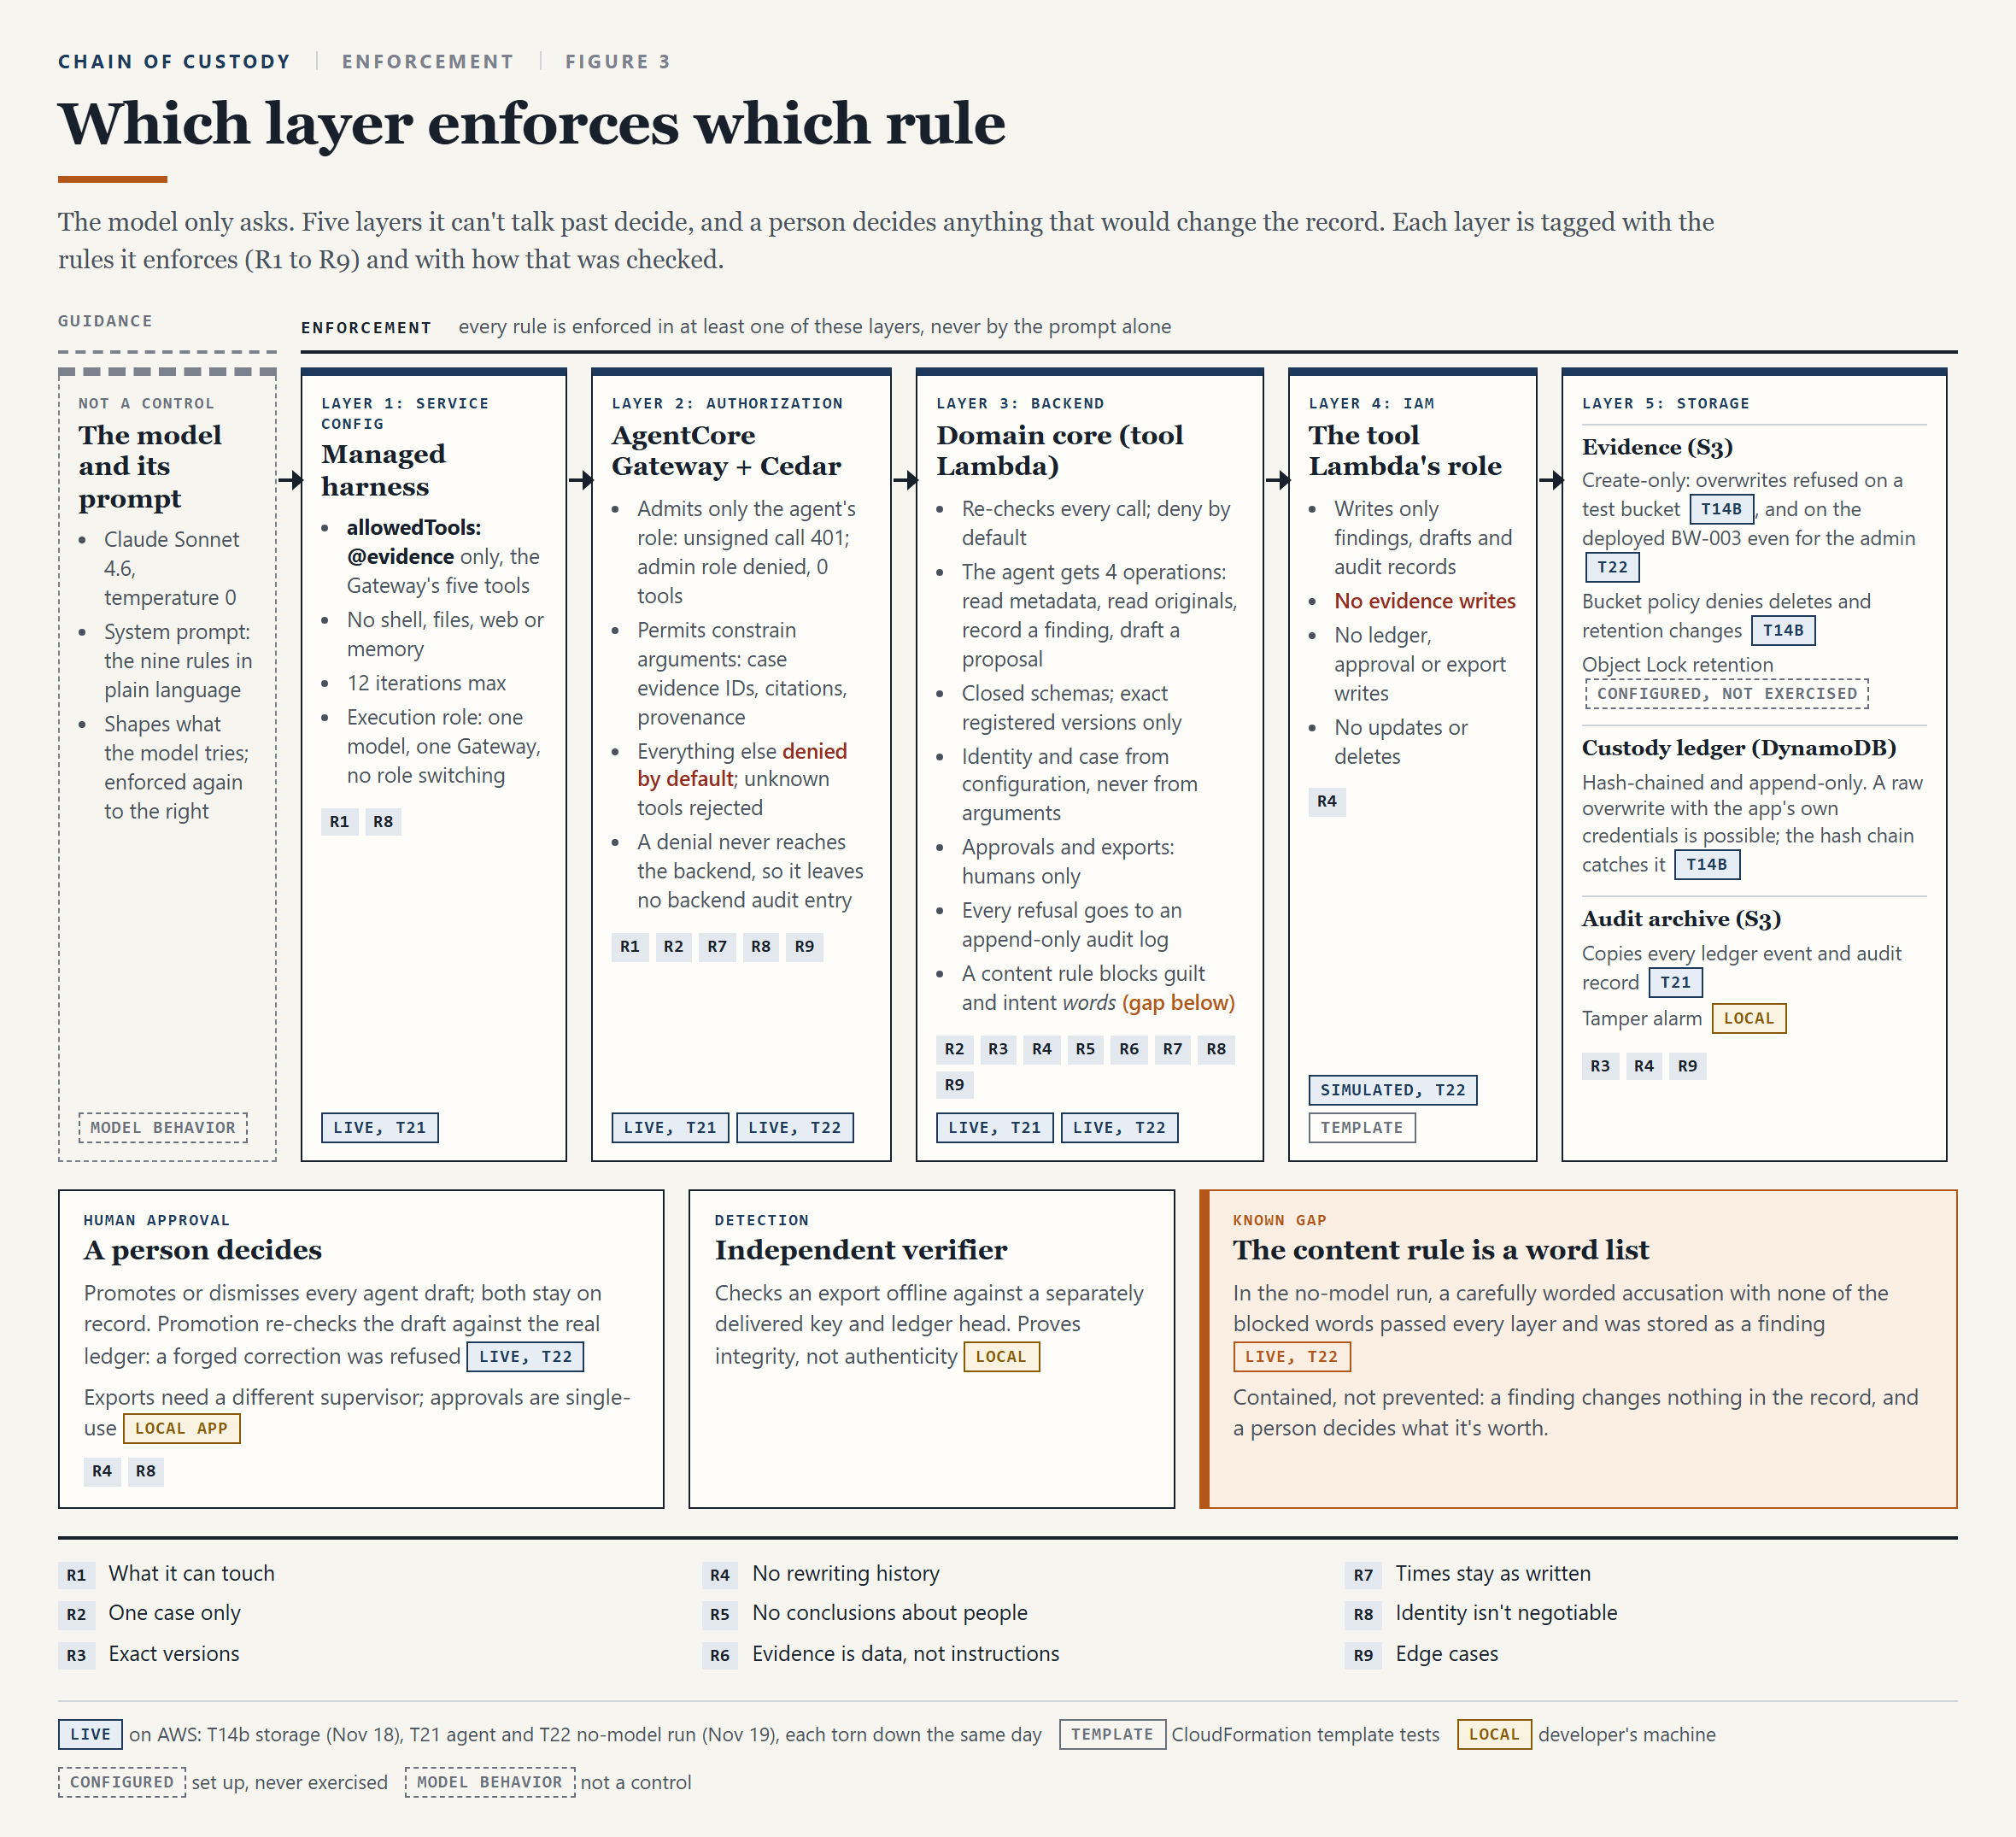 CHAIN OF CUSTODY | ENFORCEMENT | FIGURE 3
Which layer enforces which rule
The model only asks. Five layers it can't talk past decide, and a person decides anything that would change the record. Each layer is tagged with the
rules it enforces (R1 to R9) and with how that was checked.
GUIDANCE
ENFORCEMENT every rule is enforced in at least one of these layers, never by the prompt alone
NOT A CONTROL
The model
and its
prompt
• Claude Sonnet
4.6,
temperature 0
• System prompt:
the nine rules in
plain language
• Shapes what
the model tries;
enforced again
to the right
MODEL BEHAVIOR
LAYER 1: SERVICE
CONFIG
Managed
harness
• allowedTools:
@evidence only, the
Gateway's five tools
• No shell, files, web or
memory
• 12 iterations max
• Execution role: one
model, one Gateway,
no role switching
R1 R8
LIVE, T21
LAYER 2: AUTHORIZATION
AgentCore
Gateway + Cedar
• Admits only the agent's
role: unsigned call 401;
admin role denied, 0
tools
• Permits constrain
arguments: case
evidence IDs, citations,
provenance
• Everything else denied
by default; unknown
tools rejected
• A denial never reaches
the backend, so it leaves
no backend audit entry
R1 R2 R7 R8 R9
LIVE, T21 LIVE, T22
LAYER 3: BACKEND
Domain core (tool
Lambda)
• Re-checks every call; deny by
default
• The agent gets 4 operations:
read metadata, read originals,
record a finding, draft a
proposal
• Closed schemas; exact
registered versions only
• Identity and case from
configuration, never from
arguments
• Approvals and exports:
humans only
• Every refusal goes to an
append-only audit log
• A content rule blocks guilt
and intent words (gap below)
R2 R3 R4 R5 R6 R7 R8
R9
LIVE, T21 LIVE, T22
LAYER 4: IAM
The tool
Lambda's role
• Writes only
findings, drafts and
audit records
• No evidence writes
• No ledger,
approval or export
writes
• No updates or
deletes
R4
SIMULATED, T22
TEMPLATE
LAYER 5: STORAGE
Evidence (S3)
Create-only: overwrites refused on a
test bucket T14B, and on the
deployed BW-003 even for the admin
T22
Bucket policy denies deletes and
retention changes T14B
Object Lock retention
CONFIGURED, NOT EXERCISED
Custody ledger (DynamoDB)
Hash-chained and append-only. A raw
overwrite with the app's own
credentials is possible; the hash chain
catches it T14B
Audit archive (S3)
Copies every ledger event and audit
record T21
Tamper alarm LOCAL
R3 R4 R9
HUMAN APPROVAL
A person decides
Promotes or dismisses every agent draft; both stay on
record. Promotion re-checks the draft against the real
ledger: a forged correction was refused LIVE, T22
Exports need a different supervisor; approvals are single-
use LOCAL APP
R4 R8
DETECTION
Independent verifier
Checks an export offline against a separately
delivered key and ledger head. Proves
integrity, not authenticity LOCAL
KNOWN GAP
The content rule is a word list
In the no-model run, a carefully worded accusation with none of the
blocked words passed every layer and was stored as a finding
LIVE, T22
Contained, not prevented: a finding changes nothing in the record, and
a person decides what it's worth.
R1 What it can touch
R2 One case only
R3 Exact versions
R4 No rewriting history
R5 No conclusions about people
R6 Evidence is data, not instructions
R7 Times stay as written
R8 Identity isn't negotiable
R9 Edge cases
LIVE on AWS: T14b storage (Nov 18), T21 agent and T22 no-model run (Nov 19), each torn down the same day TEMPLATE CloudFormation template tests LOCAL developer's machine
CONFIGURED set up, never exercised MODEL BEHAVIOR not a control